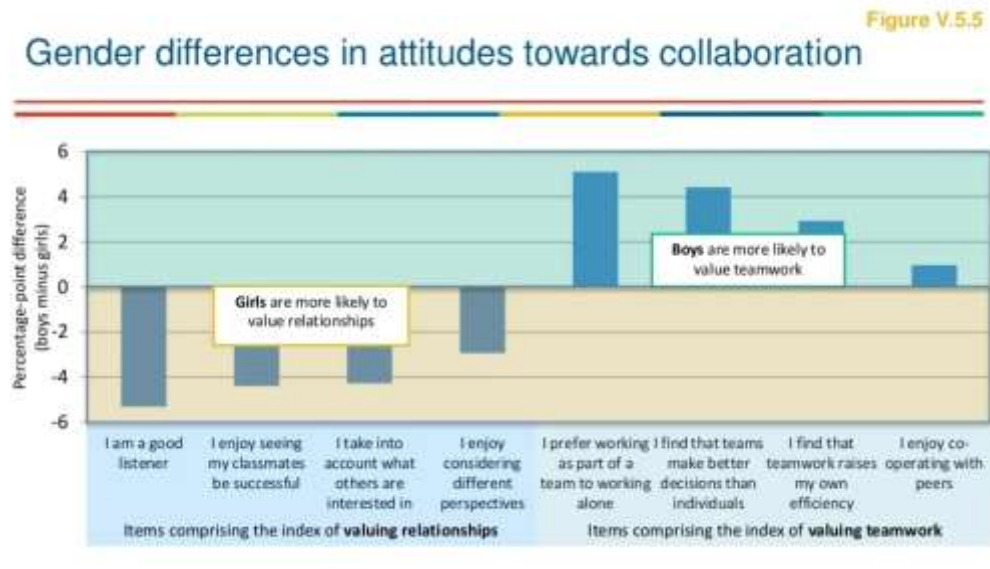 Figure V.5.5
Gender differences in attitudes towards collaboration
Percentage-point difference
(boys minus girls)
6
4
2
0
-2
-4
-6
Girls are more likely to
value relationships
Boys are more likely to
value teamwork
I am a good
listener
I enjoy seeing
my classmates
be successful
I take into
account what
others are
interested in
I enjoy
considering
different
perspectives
I prefer working
as part of a
team to working
alone
I find that teams
make better
decisions than
individuals
I find that
teamwork raises
my own
efficiency
I enjoy co-
operating with
peers
Items comprising the index of valuing relationships
Items comprising the index of valuing teamwork